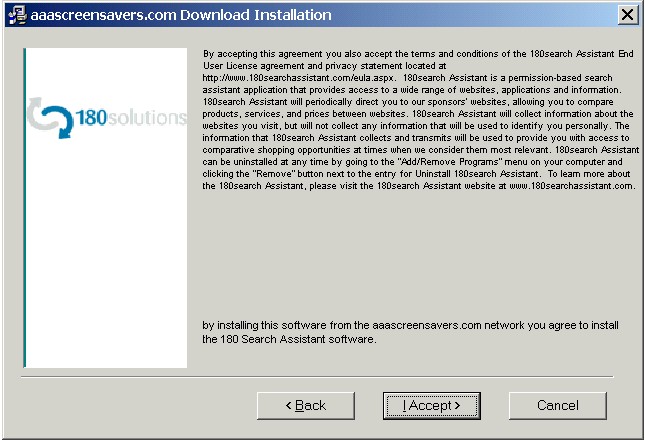 aaascreensavers.com Download Installation
By accepting this agreement you also accept the terms and conditions of the 180search Assistant End
User License agreement and privacy statement located at
http://www.180searchassistant.com/eula.aspx.  180search Assistant is a permission-based search
assistant application that provides access to a wide range of websites, applications and information.
180search Assistant will periodically direct you to our sponsors' websites, allowing you to compare
products, services, and prices between websites. 180search Assistant will collect information about the
websites you visit, but will not collect any information that will be used to identify you personally. The
information that 180search Assistant collects and transmits will be used to provide you with access to
comparative shopping opportunities at times when we consider them most relevant. 180search Assistant
can be uninstalled at any time by going to the "Add/Remove Programs" menu on your computer and
clicking the "Remove" button next to the entry for Uninstall 180search Assistant.  To learn more about
the 180search Assistant, please visit the 180search Assistant website at www.180searchassistant.com.
180solutions
by installing this software from the aaascreensavers.com network you agree to install
the 180 Search Assistant software.
< Back
I Accept >
Cancel